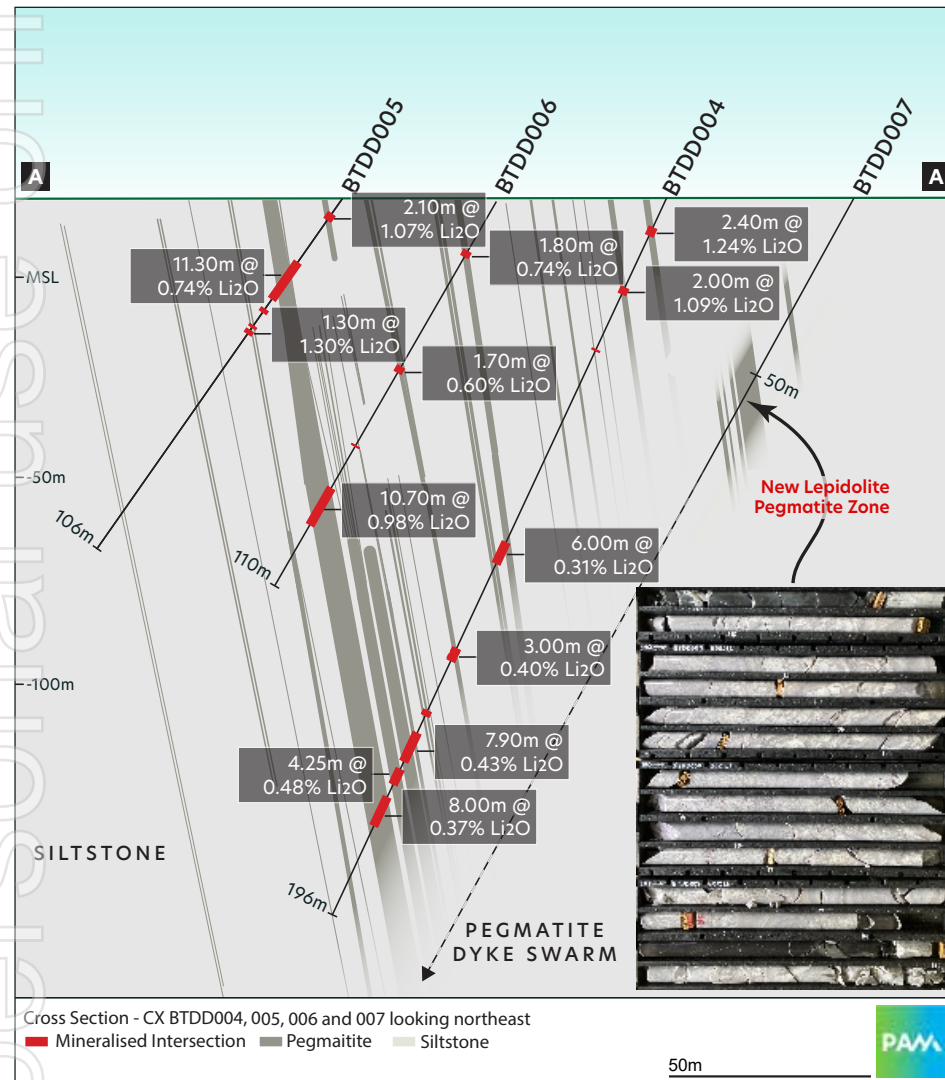 BTDD005
BTDD006
BTDD004
BTDD007
A
A
2.10m @
1.07% Li2O
2.40m @
1.24% Li2O
1.80m @
0.74% Li2O
11.30m @
0.74% Li2O
MSL
2.00m @
1.09% Li2O
1.30m @
1.30% Li2O
1.70m @
0.60% Li2O
50m
-50m
New Lepidolite
Pegmatite Zone
10.70m @
0.98% Li2O
106m
110m
6.00m @
0.31% Li2O
3.00m @
0.40% Li2O
-100m
7.90m @
0.43% Li2O
4.25m @
0.48% Li2O
8.00m @
0.37% Li2O
SILTSTONE
196m
PEGMATITE
DYKE SWARM
Cross Section - CX BTDD004, 005, 006 and 007 looking northeast
Mineralised Intersection
Pegmaitite
Siltstone
50m
PAM
ersonal use